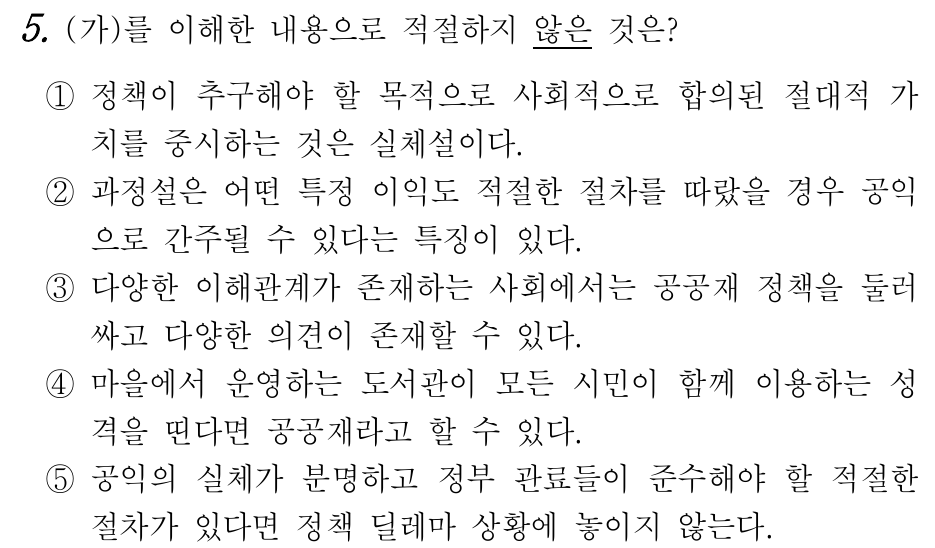 5. (가)를 이해한 내용으로 적절하지 않은 것은?
① 정책이 추구해야 할 목적으로 사회적으로 합의된 절대적 가
치를 중시하는 것은 실체설이다.
② 과정설은 어떤 특정 이익도 적절한 절차를 따랐을 경우 공익
으로 간주될 수 있다는 특징이 있다.
③ 다양한 이해관계가 존재하는 사회에서는 공공재 정책을 둘러
싸고 다양한 의견이 존재할 수 있다.
④ 마을에서 운영하는 도서관이 모든 시민이 함께 이용하는 성
격을 띤다면 공공재라고 할 수 있다.
⑤ 공익의 실체가 분명하고 정부 관료들이 준수해야 할 적절한
절차가 있다면 정책 딜레마 상황에 놓이지 않는다.